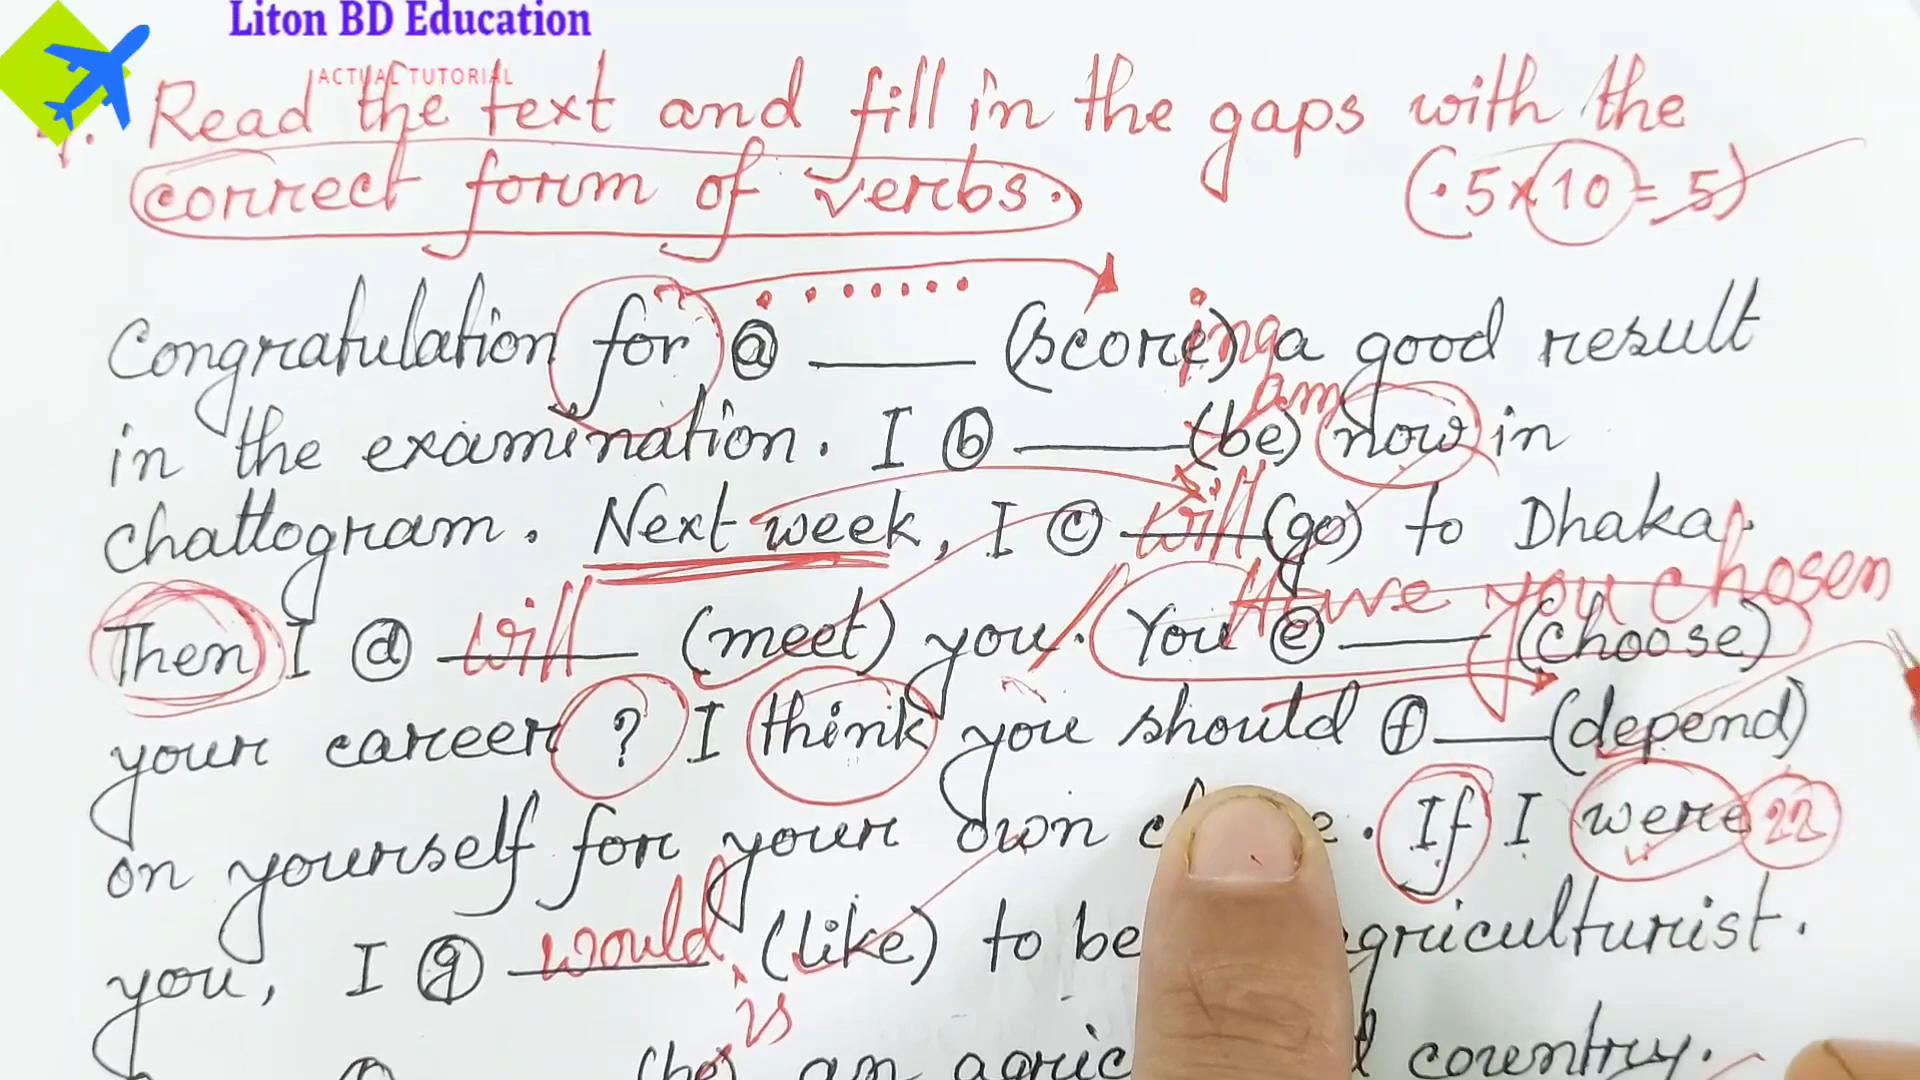 Liton BD Education
ACTUAL TUTORIAL
Read the text and fill in the gaps with the
correct form of verbs.
(.5×10=5)
Congratulation for ⓐ ____ (score) ing a good result
in the examination. I ⓑ ____ (be) am now in
chattogram. Next week, I ⓒ will (go) to Dhaka.
Have you chosen
Then I ⓓ will (meet) you. You ⓔ ____ (choose)
your career ? I think you should ⓕ ____ (depend)
on yourself for your own . If I were 22
you, I ⓖ would (like) to be agriculturist.
is
(be) an country.